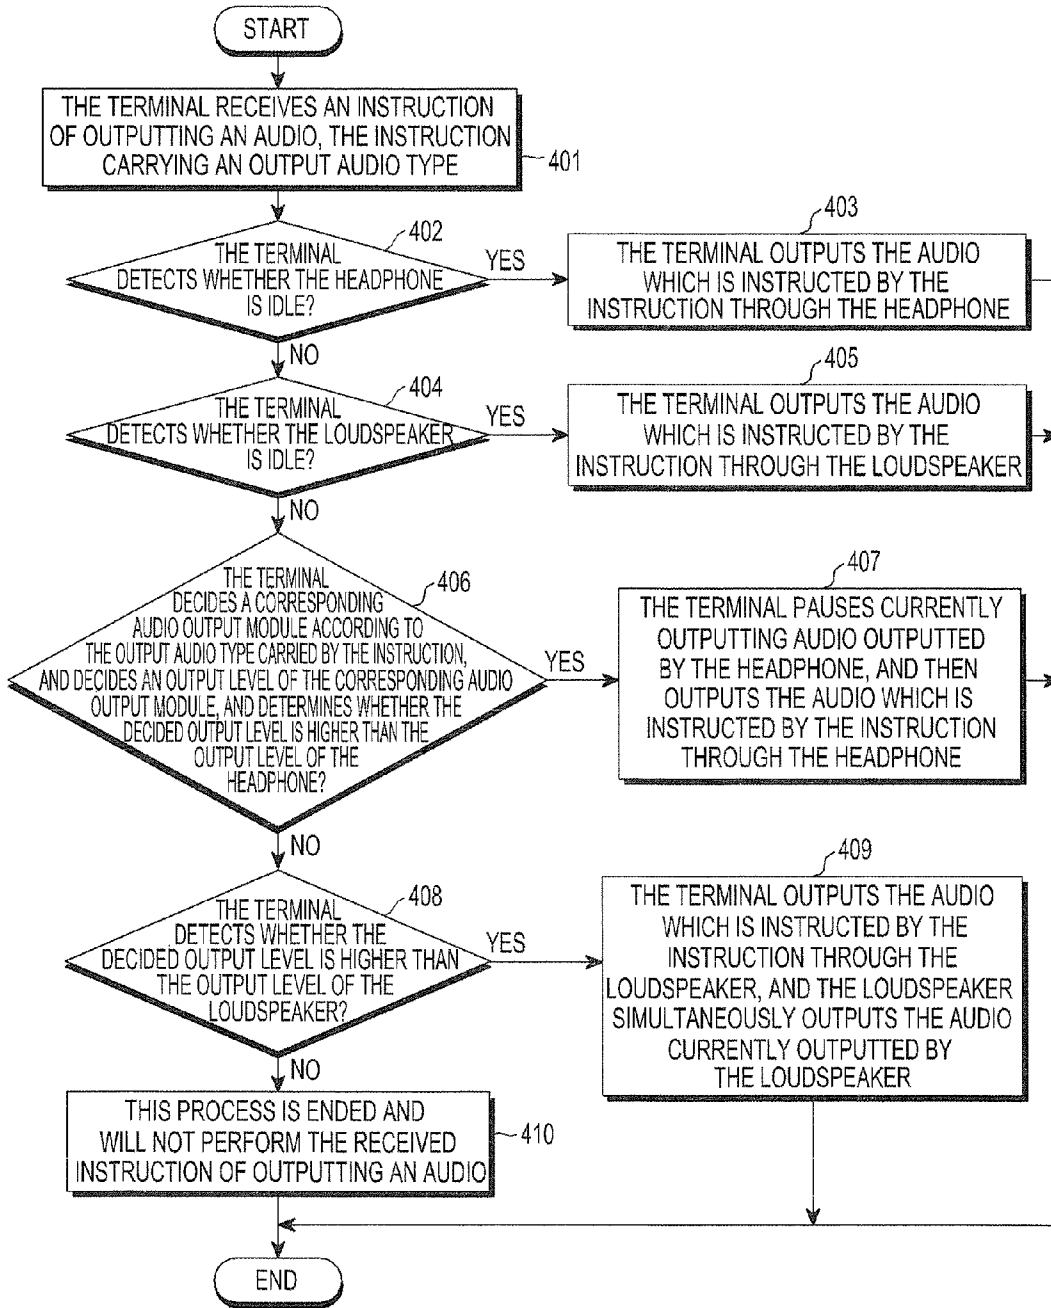 START
THE TERMINAL RECEIVES AN INSTRUCTION
OF OUTPUTTING AN AUDIO, THE INSTRUCTION
CARRYING AN OUTPUT AUDIO TYPE
401
402
THE TERMINAL
DETECTS WHETHER THE HEADPHONE
IS IDLE?
YES
403
THE TERMINAL OUTPUTS THE AUDIO
WHICH IS INSTRUCTED BY THE
INSTRUCTION THROUGH THE HEADPHONE
NO
404
THE TERMINAL
DETECTS WHETHER THE LOUDSPEAKER
IS IDLE?
YES
405
THE TERMINAL OUTPUTS THE AUDIO
WHICH IS INSTRUCTED BY THE
INSTRUCTION THROUGH THE LOUDSPEAKER
NO
406
THE TERMINAL
DECIDES A CORRESPONDING
AUDIO OUTPUT MODULE ACCORDING TO
THE OUTPUT AUDIO TYPE CARRIED BY THE INSTRUCTION,
AND DECIDES AN OUTPUT LEVEL OF THE CORRESPONDING AUDIO
OUTPUT MODULE, AND DETERMINES WHETHER THE
DECIDED OUTPUT LEVEL IS HIGHER THAN THE
OUTPUT LEVEL OF THE
HEADPHONE?
YES
407
THE TERMINAL PAUSES CURRENTLY
OUTPUTTING AUDIO OUTPUTTED
BY THE HEADPHONE, AND THEN
OUTPUTS THE AUDIO WHICH IS
INSTRUCTED BY THE INSTRUCTION
THROUGH THE HEADPHONE
NO
408
THE TERMINAL
DETECTS WHETHER THE
DECIDED OUTPUT LEVEL IS HIGHER THAN
THE OUTPUT LEVEL OF THE
LOUDSPEAKER?
YES
409
THE TERMINAL OUTPUTS THE AUDIO
WHICH IS INSTRUCTED BY THE
INSTRUCTION THROUGH THE
LOUDSPEAKER, AND THE LOUDSPEAKER
SIMULTANEOUSLY OUTPUTS THE AUDIO
CURRENTLY OUTPUTTED BY
THE LOUDSPEAKER
NO
THIS PROCESS IS ENDED AND
WILL NOT PERFORM THE RECEIVED
INSTRUCTION OF OUTPUTTING AN AUDIO
410
END